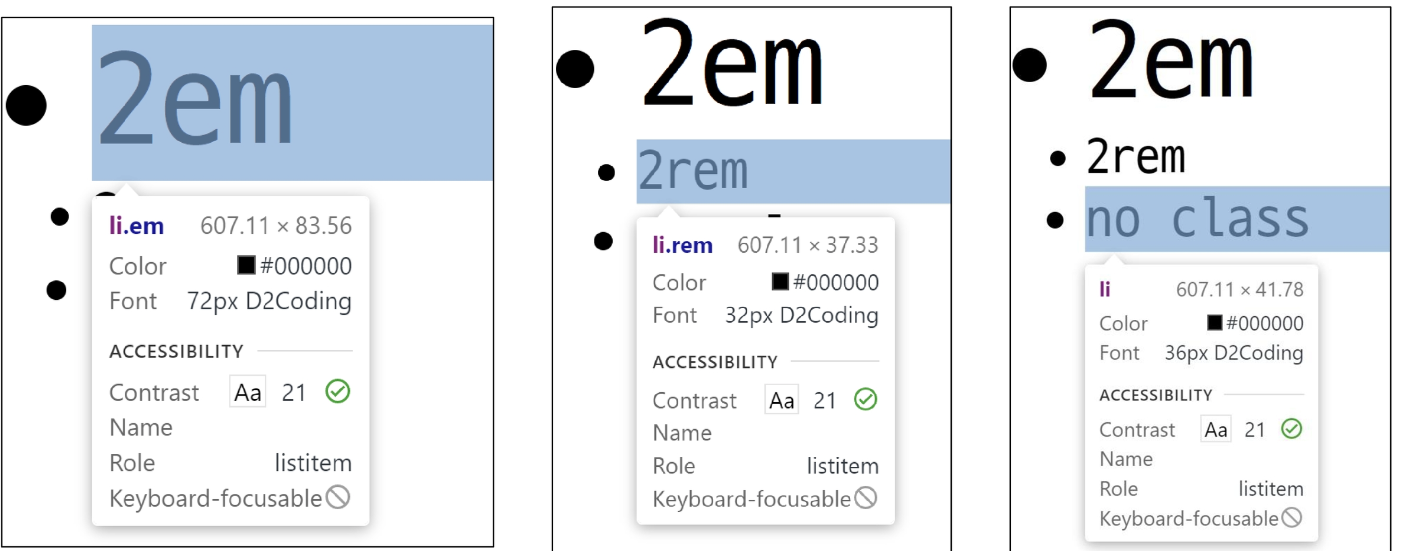 2em
li.em 607.11 × 83.56
Color #000000
Font 72px D2Coding
ACCESSIBILITY
Contrast Aa 21
Name
Role listitem
Keyboard-focusable
2em
2rem
li.rem 607.11 × 37.33
Color #000000
Font 32px D2Coding
ACCESSIBILITY
Contrast Aa 21
Name
Role listitem
Keyboard-focusable
2em
2rem
no class
li 607.11 × 41.78
Color #000000
Font 36px D2Coding
ACCESSIBILITY
Contrast Aa 21
Name
Role listitem
Keyboard-focusable